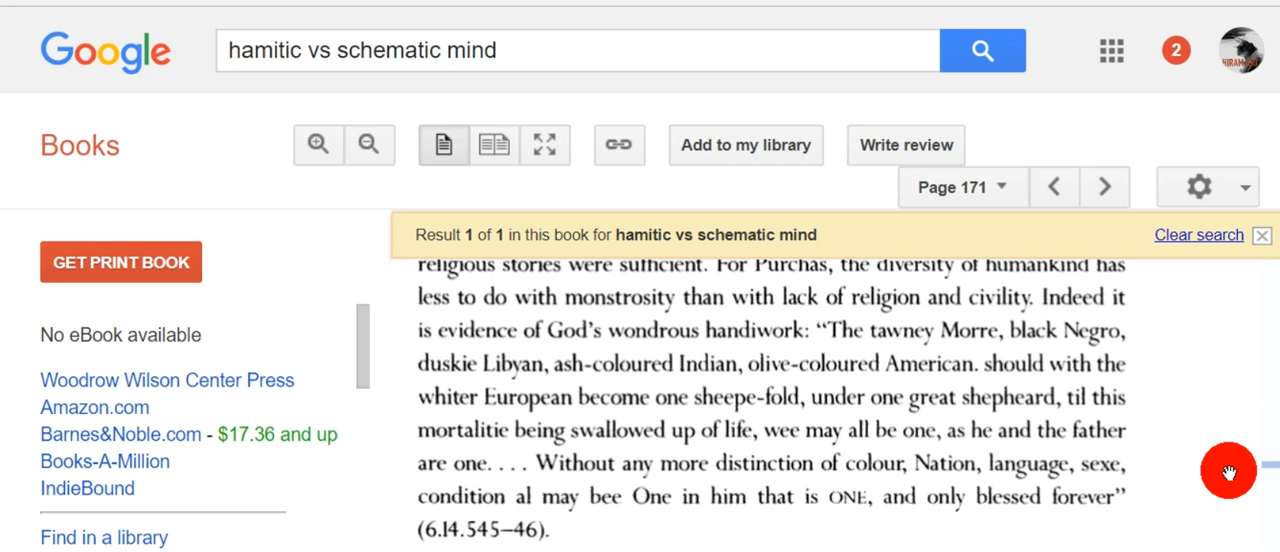 Google
hamitic vs schematic mind
2
Books
Add to my library
Write review
Page 171
Result 1 of 1 in this book for hamitic vs schematic mind
Clear search
GET PRINT BOOK
No eBook available
Woodrow Wilson Center Press
Amazon.com
Barnes&Noble.com - $17.36 and up
Books-A-Million
IndieBound
Find in a library
religious stories were sufficient. For Purchas, the diversity of humankind has
less to do with monstrosity than with lack of religion and civility. Indeed it
is evidence of God's wondrous handiwork: “The tawney Morre, black Negro,
duskie Libyan, ash-coloured Indian, olive-coloured American. should with the
whiter European become one sheepe-fold, under one great shepheard, til this
mortalitie being swallowed up of life, wee may all be one, as he and the father
are one. . . . Without any more distinction of colour, Nation, language, sexe,
condition al may bee One in him that is ONE, and only blessed forever”
(6.14.545–46).